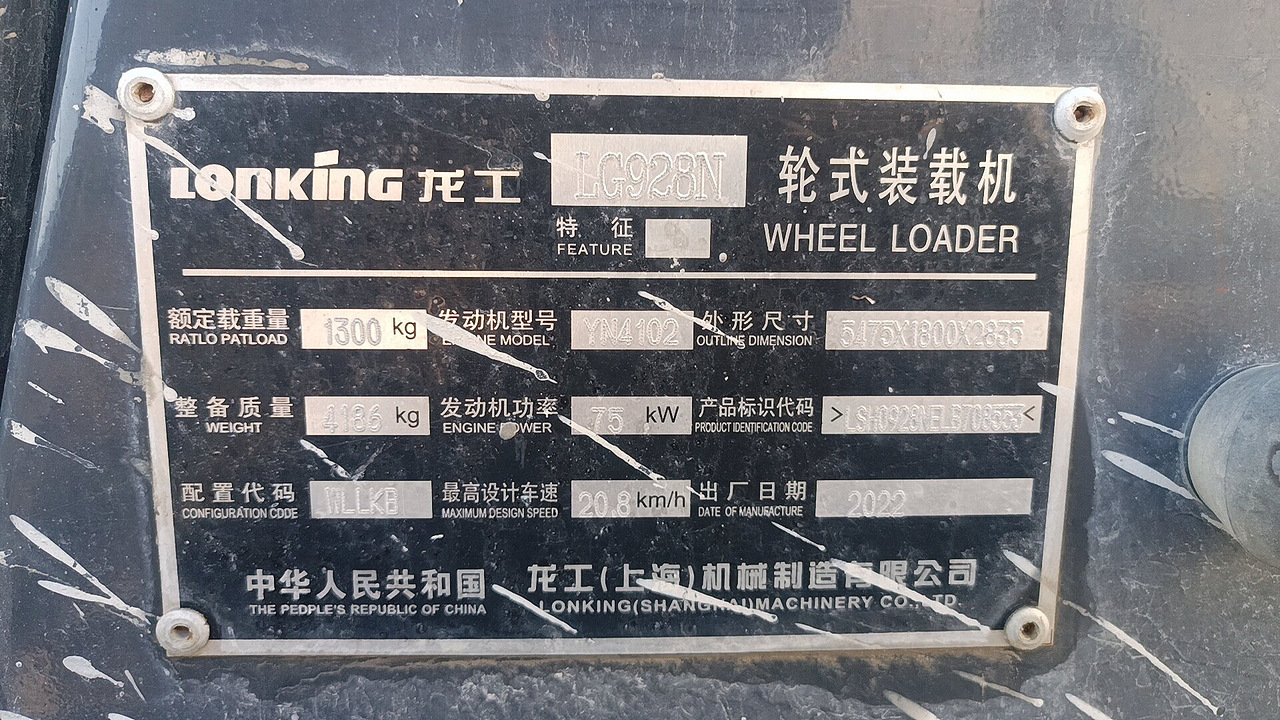 LONKING 龙工 LG928N 轮式装载机
特征
FEATURE
WHEEL LOADER
额定载重量 1300 kg 发动机型号 YN4102 外形尺寸 5475X1800X2855
RATLO PATLOAD ENGINE MODEL OUTLINE DIMENSION
整备质量 4186 kg 发动机功率 75 kW 产品标识代码
WEIGHT ENGINE POWER PRODUCT IDENTIFICATION CODE
配置代码 WLLKB 最高设计车速 20.8 km/h 出厂日期 2022
CONFIGURATION CDDE MAXIMUM DESIGN SPEED DATE OF MANUFACTURE
中华人民共和国 龙工(上海)机械制造有限公司
THE PEDPLE'S REPUBLIC OF CHINA LONKING(SHANGHAI)MACHINERY CO.,LTD.